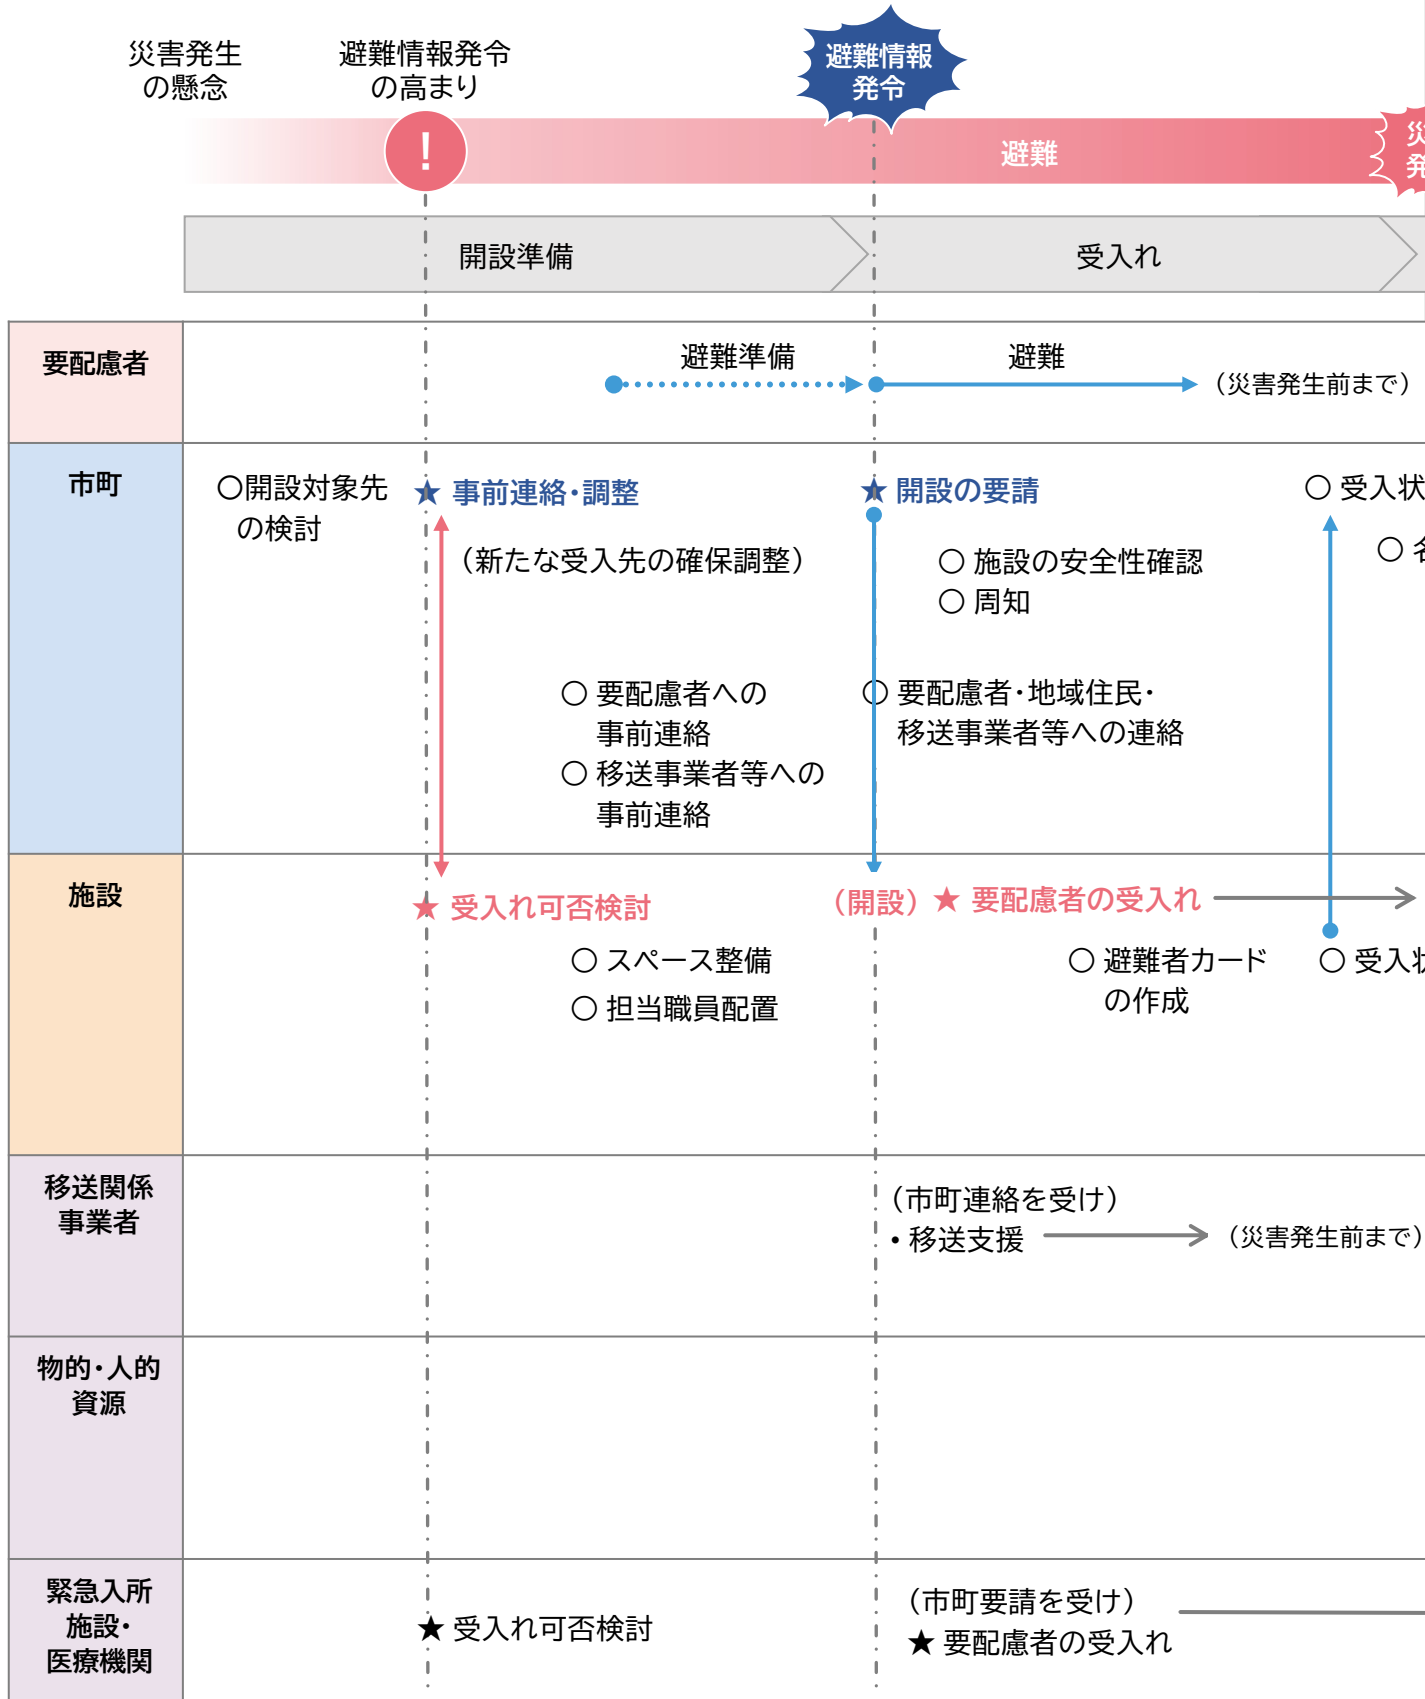 災害発生
の懸念
避難情報発令
の高まり
避難情報
発令
!
避難
開設準備
受入れ
要配慮者
避難準備
避難
（災害発生前まで）
市町
〇開設対象先
の検討
★ 事前連絡・調整
（新たな受入先の確保調整）
〇 要配慮者への
事前連絡
〇 移送事業者等への
事前連絡
★ 開設の要請
〇 施設の安全性確認
〇 周知
〇 要配慮者・地域住民・
移送事業者等への連絡
〇 受入状
〇
施設
★ 受入れ可否検討
〇 スペース整備
〇 担当職員配置
（開設） ★ 要配慮者の受入れ
〇 避難者カード
の作成
〇 受入状
移送関係
事業者
（市町連絡を受け）
・移送支援
（災害発生前まで）
物的・人的
資源
緊急入所
施設・
医療機関
★ 受入れ可否検討
（市町要請を受け）
★ 要配慮者の受入れ